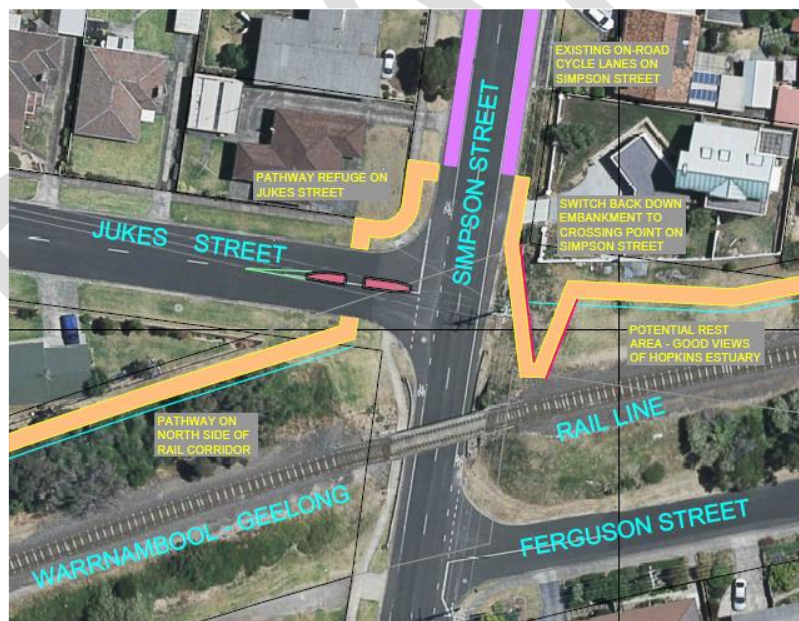 EXISTING ON-ROAD
CYCLE LANES ON
SIMPSON STREET
SIMPSON STREET
PATHWAY REFUGE ON
JUKES STREET
JUKES STREET
SWITCH BACK DOWN
EMBANKMENT TO
CROSSING POINT ON
SIMPSON STREET
POTENTIAL REST
AREA - GOOD VIEWS
OF HOPKINS ESTUARY
RAIL LINE
PATHWAY ON
NORTH SIDE OF
RAIL CORRIDOR
WARRNAMBOOL - GEELONG
FERGUSON STREET